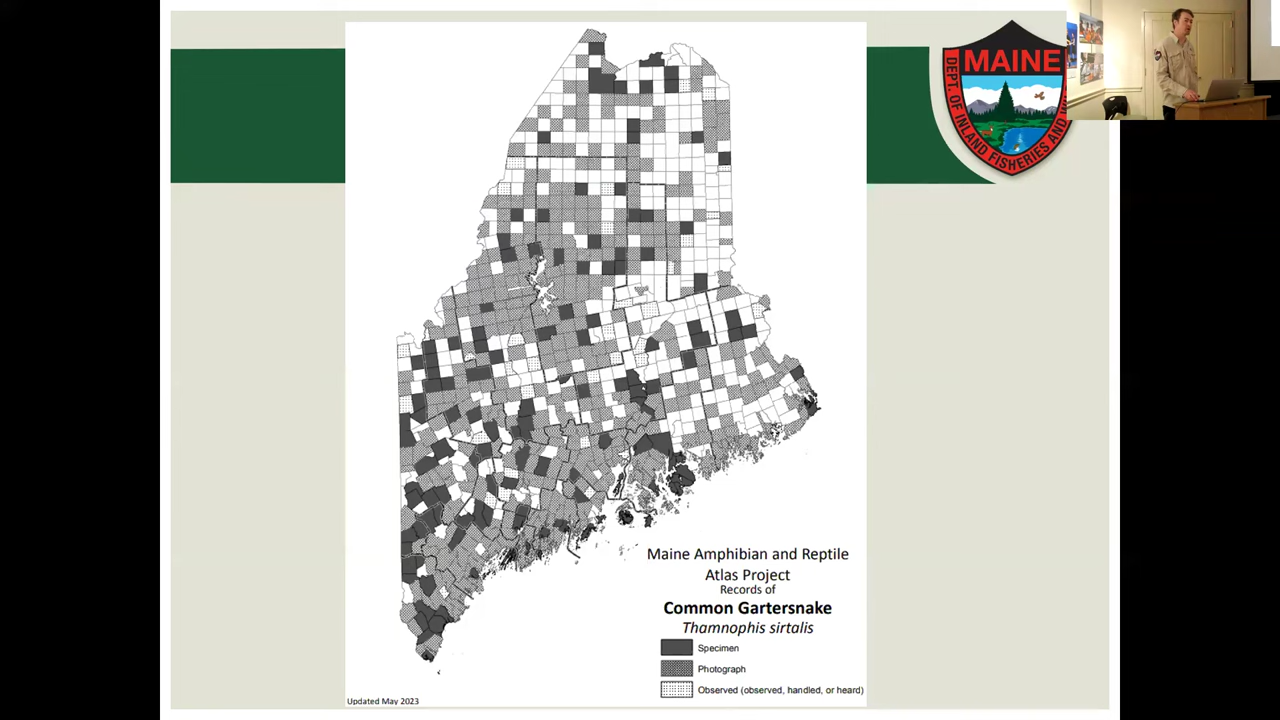 MAINE
DEPT. OF INLAND FISHERIES AND
Maine Amphibian and Reptile
Atlas Project
Records of
Common Gartersnake
Thamnophis sirtalis
Specimen
Photograph
Observed (observed, handled, or heard)
Updated May 2023